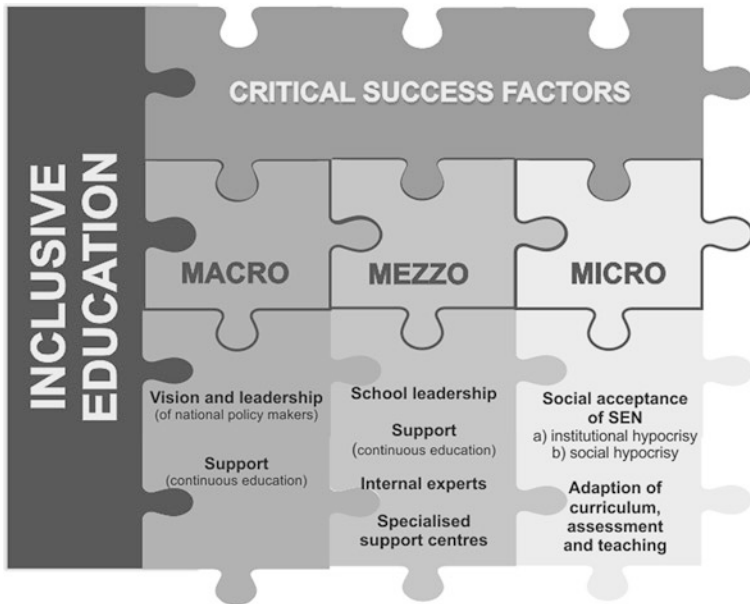 INCLUSIVE
EDUCATION
CRITICAL SUCCESS FACTORS
MACRO
MEZZO
MICRO
Vision and leadership
(of national policy makers)
Support
(continuous education)
School leadership
Support
(continuous education)
Internal experts
Specialised
support centres
Social acceptance
of SEN
a) institutional hypocrisy
b) social hypocrisy
Adaption of
curriculum,
assessment
and teaching